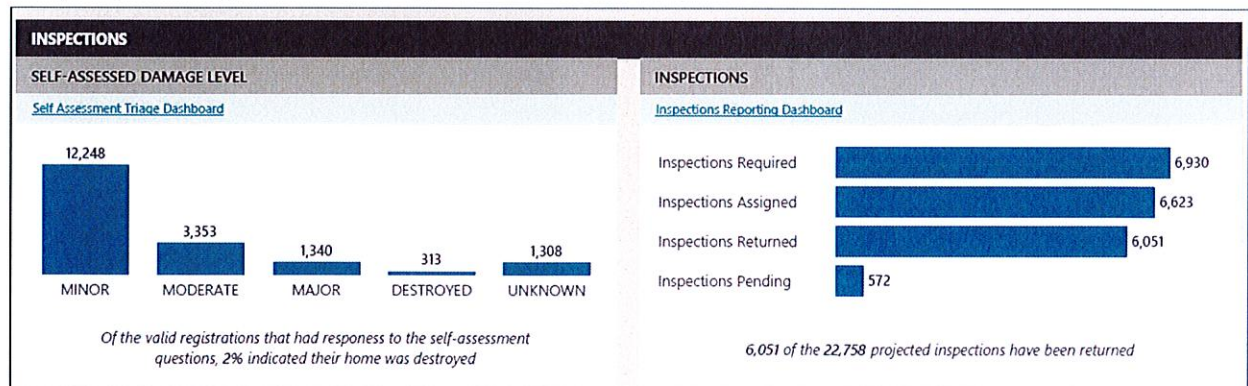 INSPECTIONS
SELF-ASSESSED DAMAGE LEVEL
Self Assessment Triage Dashboard
12,248
3,353
1,340
313
1,308
MINOR
MODERATE
MAJOR
DESTROYED
UNKNOWN
Of the valid registrations that had responess to the self-assessment
questions, 2% indicated their home was destroyed
INSPECTIONS
Inspections Reporting Dashboard
Inspections Required 6,930
Inspections Assigned 6,623
Inspections Returned 6,051
Inspections Pending 572
6,051 of the 22,758 projected inspections have been returned